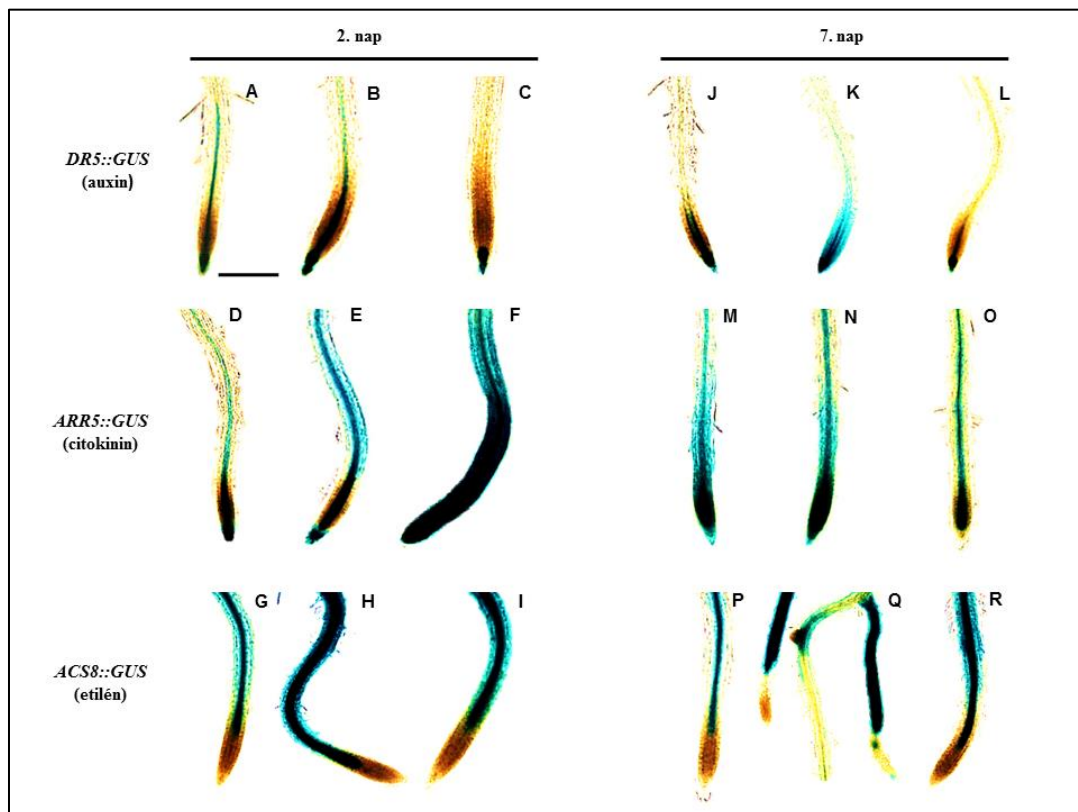 2. nap 7. nap
A B C J K L
DR5::GUS
(auxin)
D E F M N O
ARR5::GUS
(citokinin)
G H I P Q R
ACS8::GUS
(etilén)